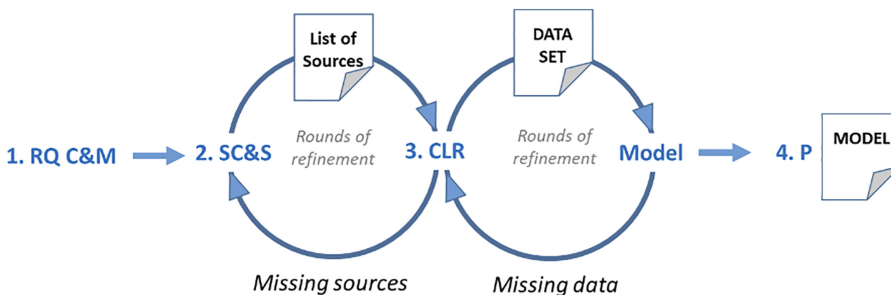 List of
Sources
DATA
SET
1. RQ C&M
2. SC&S
Rounds of
refinement
3. CLR
Rounds of
refinement
Model
4. P
MODEL
Missing sources
Missing data